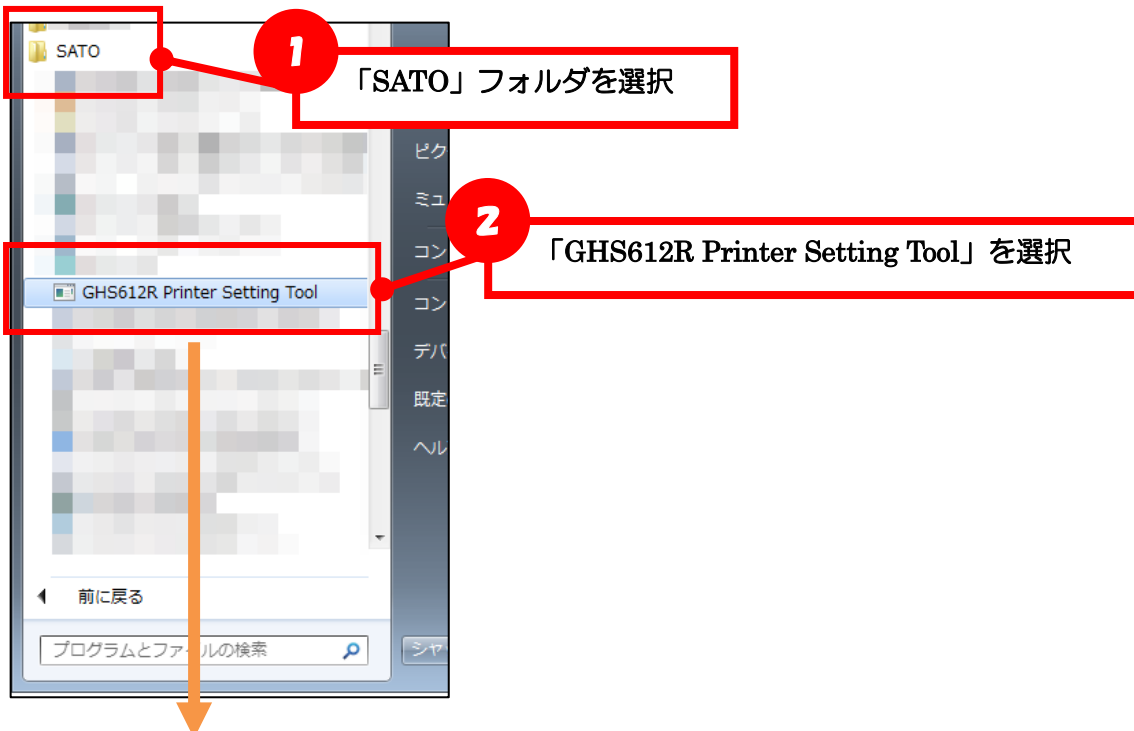 SATO
1
「SATO」フォルダを選択
ピク
ミュ
2
コン
「GHS612R Printer Setting Tool」を選択
GHS612R Printer Setting Tool
コン
デバ
既定
ヘル
前に戻る
プログラムとファイルの検索
シャ